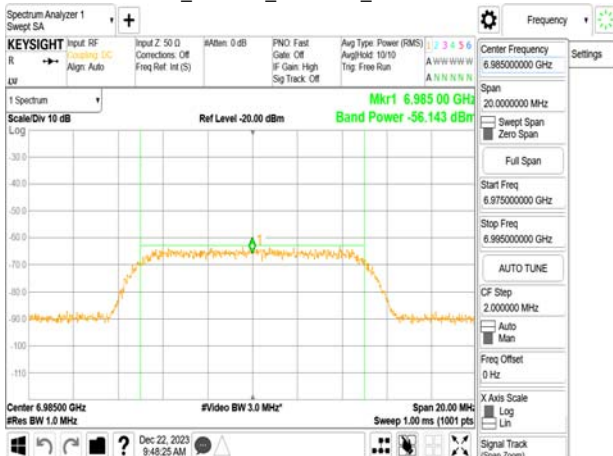 Spectrum Analyzer 1
Swept SA
Frequency
KEYSIGHT
R
Input: RF
Coupling: DC
Align: Auto
Input Z: 50 Ω
Corrections: Off
Freq Ref: Int (S)
#Atten: 0 dB
PNO: Fast
Gate: Off
IF Gain: High
Sig Track: Off
Avg Type: Power (RMS)
Avg|Hold: 10/10
Trig: Free Run
1 2 3 4 5 6
A W W W W W
A N N N N N
1 Spectrum
Scale/Div 10 dB
Log
Ref Level -20.00 dBm
Mkr1 6.985 00 GHz
Band Power -56.143 dBm
-30.0
-40.0
-50.0
-60.0
-70.0
-80.0
-90.0
-100
-110
Center 6.98500 GHz
#Res BW 1.0 MHz
#Video BW 3.0 MHz*
Span 20.00 MHz
Sweep 1.00 ms (1001 pts)
Dec 22, 2023
9:48:25 AM
Center Frequency
6.985000000 GHz
Settings
Span
20.0000000 MHz
Swept Span
Zero Span
Full Span
Start Freq
6.975000000 GHz
Stop Freq
6.995000000 GHz
AUTO TUNE
CF Step
2.000000 MHz
Auto
Man
Freq Offset
0 Hz
X Axis Scale
Log
Lin
Signal Track
(Span Zoom)